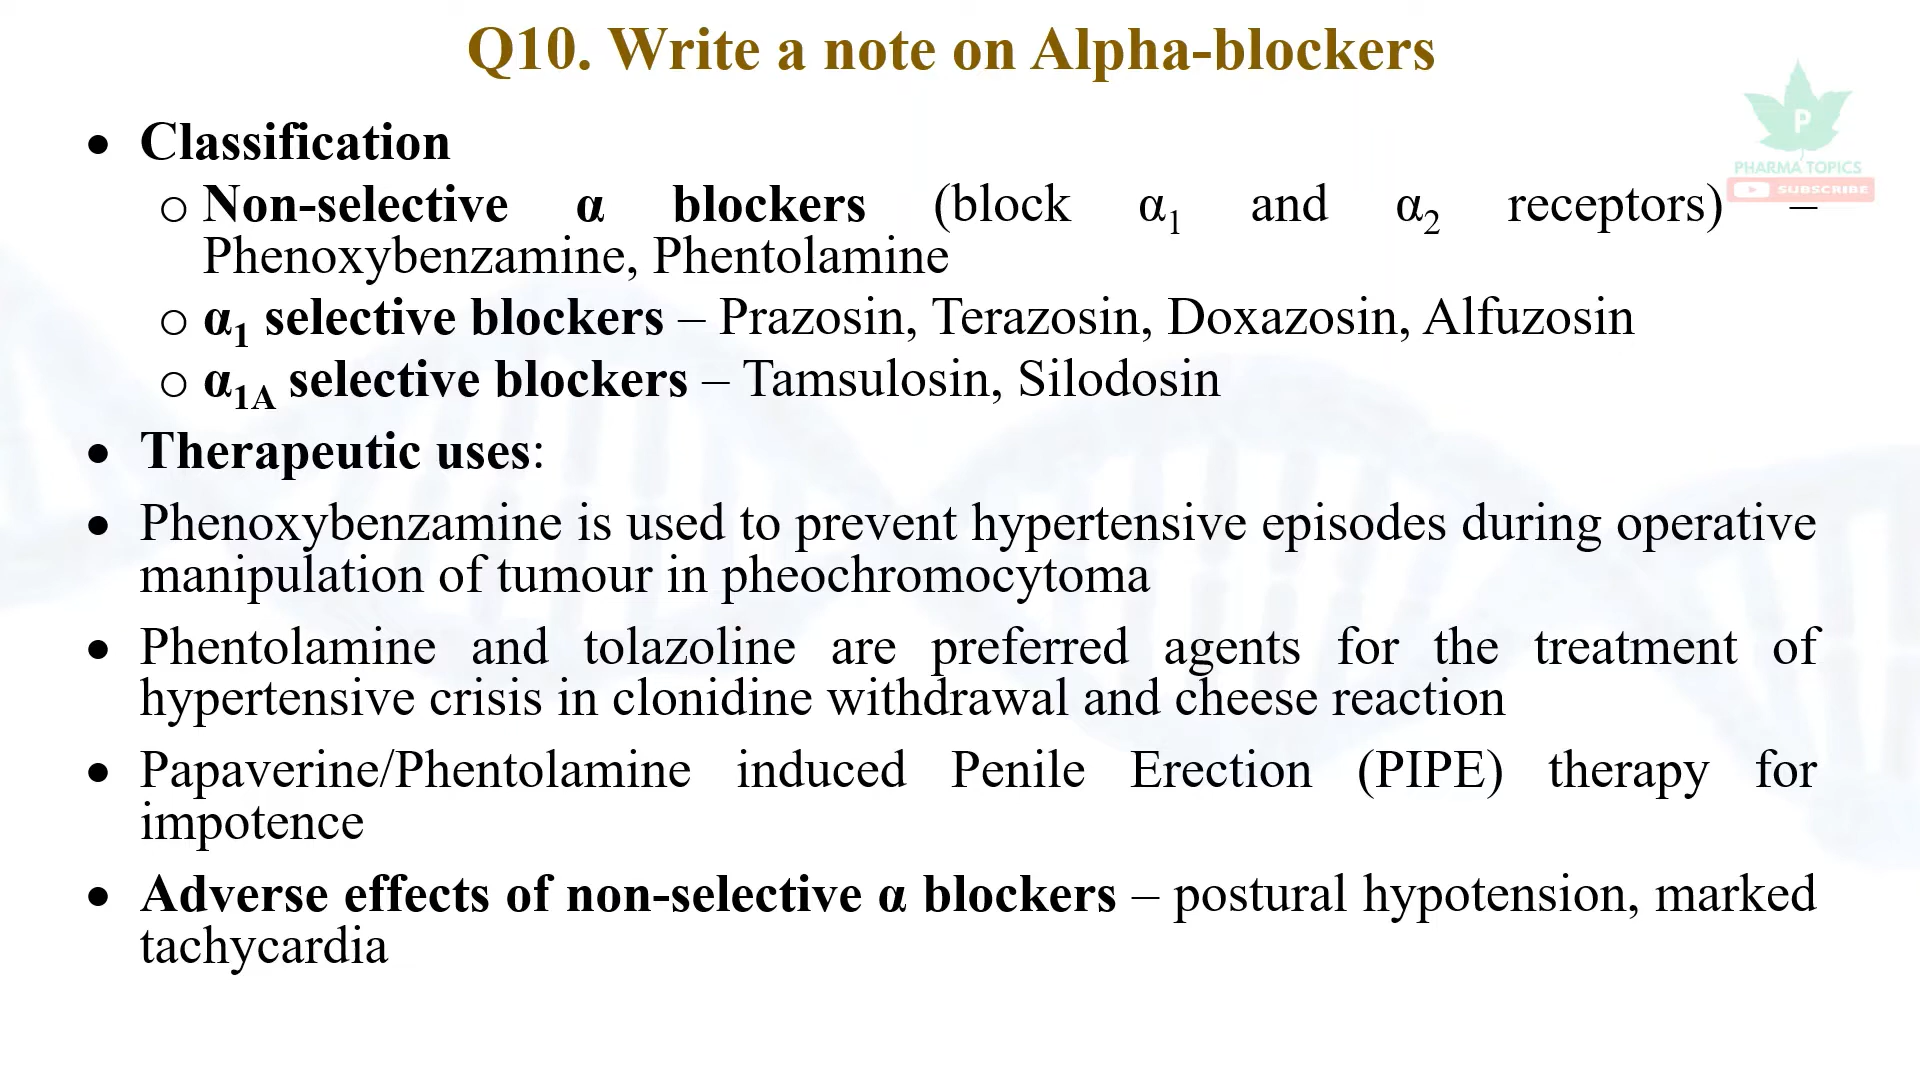 Q10. Write a note on Alpha-blockers
P
PHARMA TOPICS
SUBSCRIBE
• Classification
o Non-selective α blockers (block α₁ and α₂ receptors) –
Phenoxybenzamine, Phentolamine
o α₁ selective blockers – Prazosin, Terazosin, Doxazosin, Alfuzosin
o α1A selective blockers – Tamsulosin, Silodosin
• Therapeutic uses:
• Phenoxybenzamine is used to prevent hypertensive episodes during operative
manipulation of tumour in pheochromocytoma
• Phentolamine and tolazoline are preferred agents for the treatment of
hypertensive crisis in clonidine withdrawal and cheese reaction
• Papaverine/Phentolamine induced Penile Erection (PIPE) therapy for
impotence
• Adverse effects of non-selective α blockers – postural hypotension, marked
tachycardia